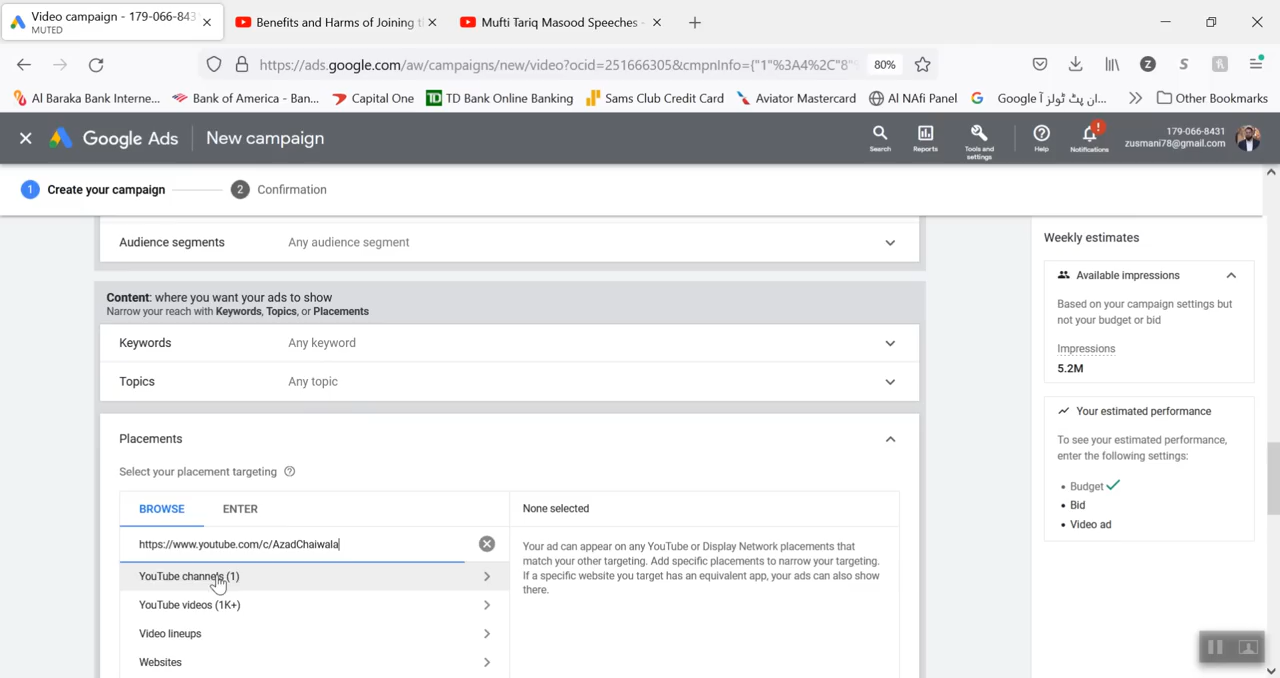 Video campaign - 179-066-843
MUTED
Benefits and Harms of Joining t
Mufti Tariq Masood Speeches -
https://ads.google.com/aw/campaigns/new/video?ocid=251666305&cmpnInfo={"1"%3A4%2C"8"
80%
Al Baraka Bank Interne...
Bank of America - Ban...
Capital One
TD Bank Online Banking
Sams Club Credit Card
Aviator Mastercard
Al NAfi Panel
Google ان پٹ ٹولز آ...
Other Bookmarks
Google Ads
New campaign
Search
Reports
Tools and
settings
Help
Notifications
179-066-8431
zusmani78@gmail.com
1 Create your campaign
2 Confirmation
Audience segments Any audience segment
Content: where you want your ads to show
Narrow your reach with Keywords, Topics, or Placements
Keywords Any keyword
Topics Any topic
Placements
Select your placement targeting
BROWSE ENTER
https://www.youtube.com/c/AzadChaiwala
YouTube channels (1)
YouTube videos (1K+)
Video lineups
Websites
None selected
Your ad can appear on any YouTube or Display Network placements that
match your other targeting. Add specific placements to narrow your targeting.
If a specific website you target has an equivalent app, your ads can also show
there.
Weekly estimates
Available impressions
Based on your campaign settings but
not your budget or bid
Impressions
5.2M
Your estimated performance
To see your estimated performance,
enter the following settings:
• Budget
• Bid
• Video ad